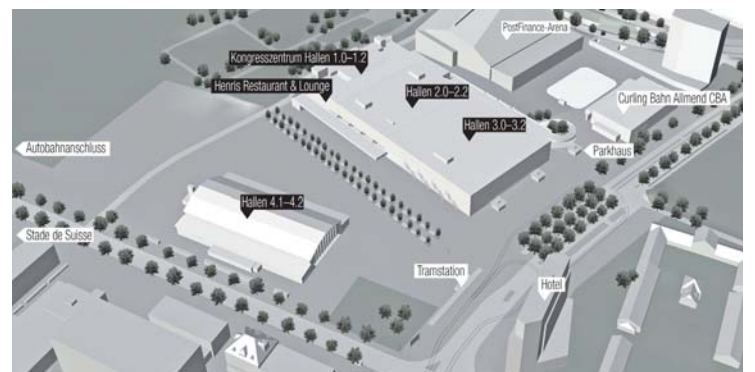 PostFinance-Arena
Kongresszentrum Hallen 1.0–1.2
Henris Restaurant & Lounge
Hallen 2.0–2.2
Curling Bahn Allmend CBA
Hallen 3.0–3.2
Autobahnanschluss
Parkhaus
Hallen 4.1–4.2
Stade de Suisse
Tramstation
Hotel